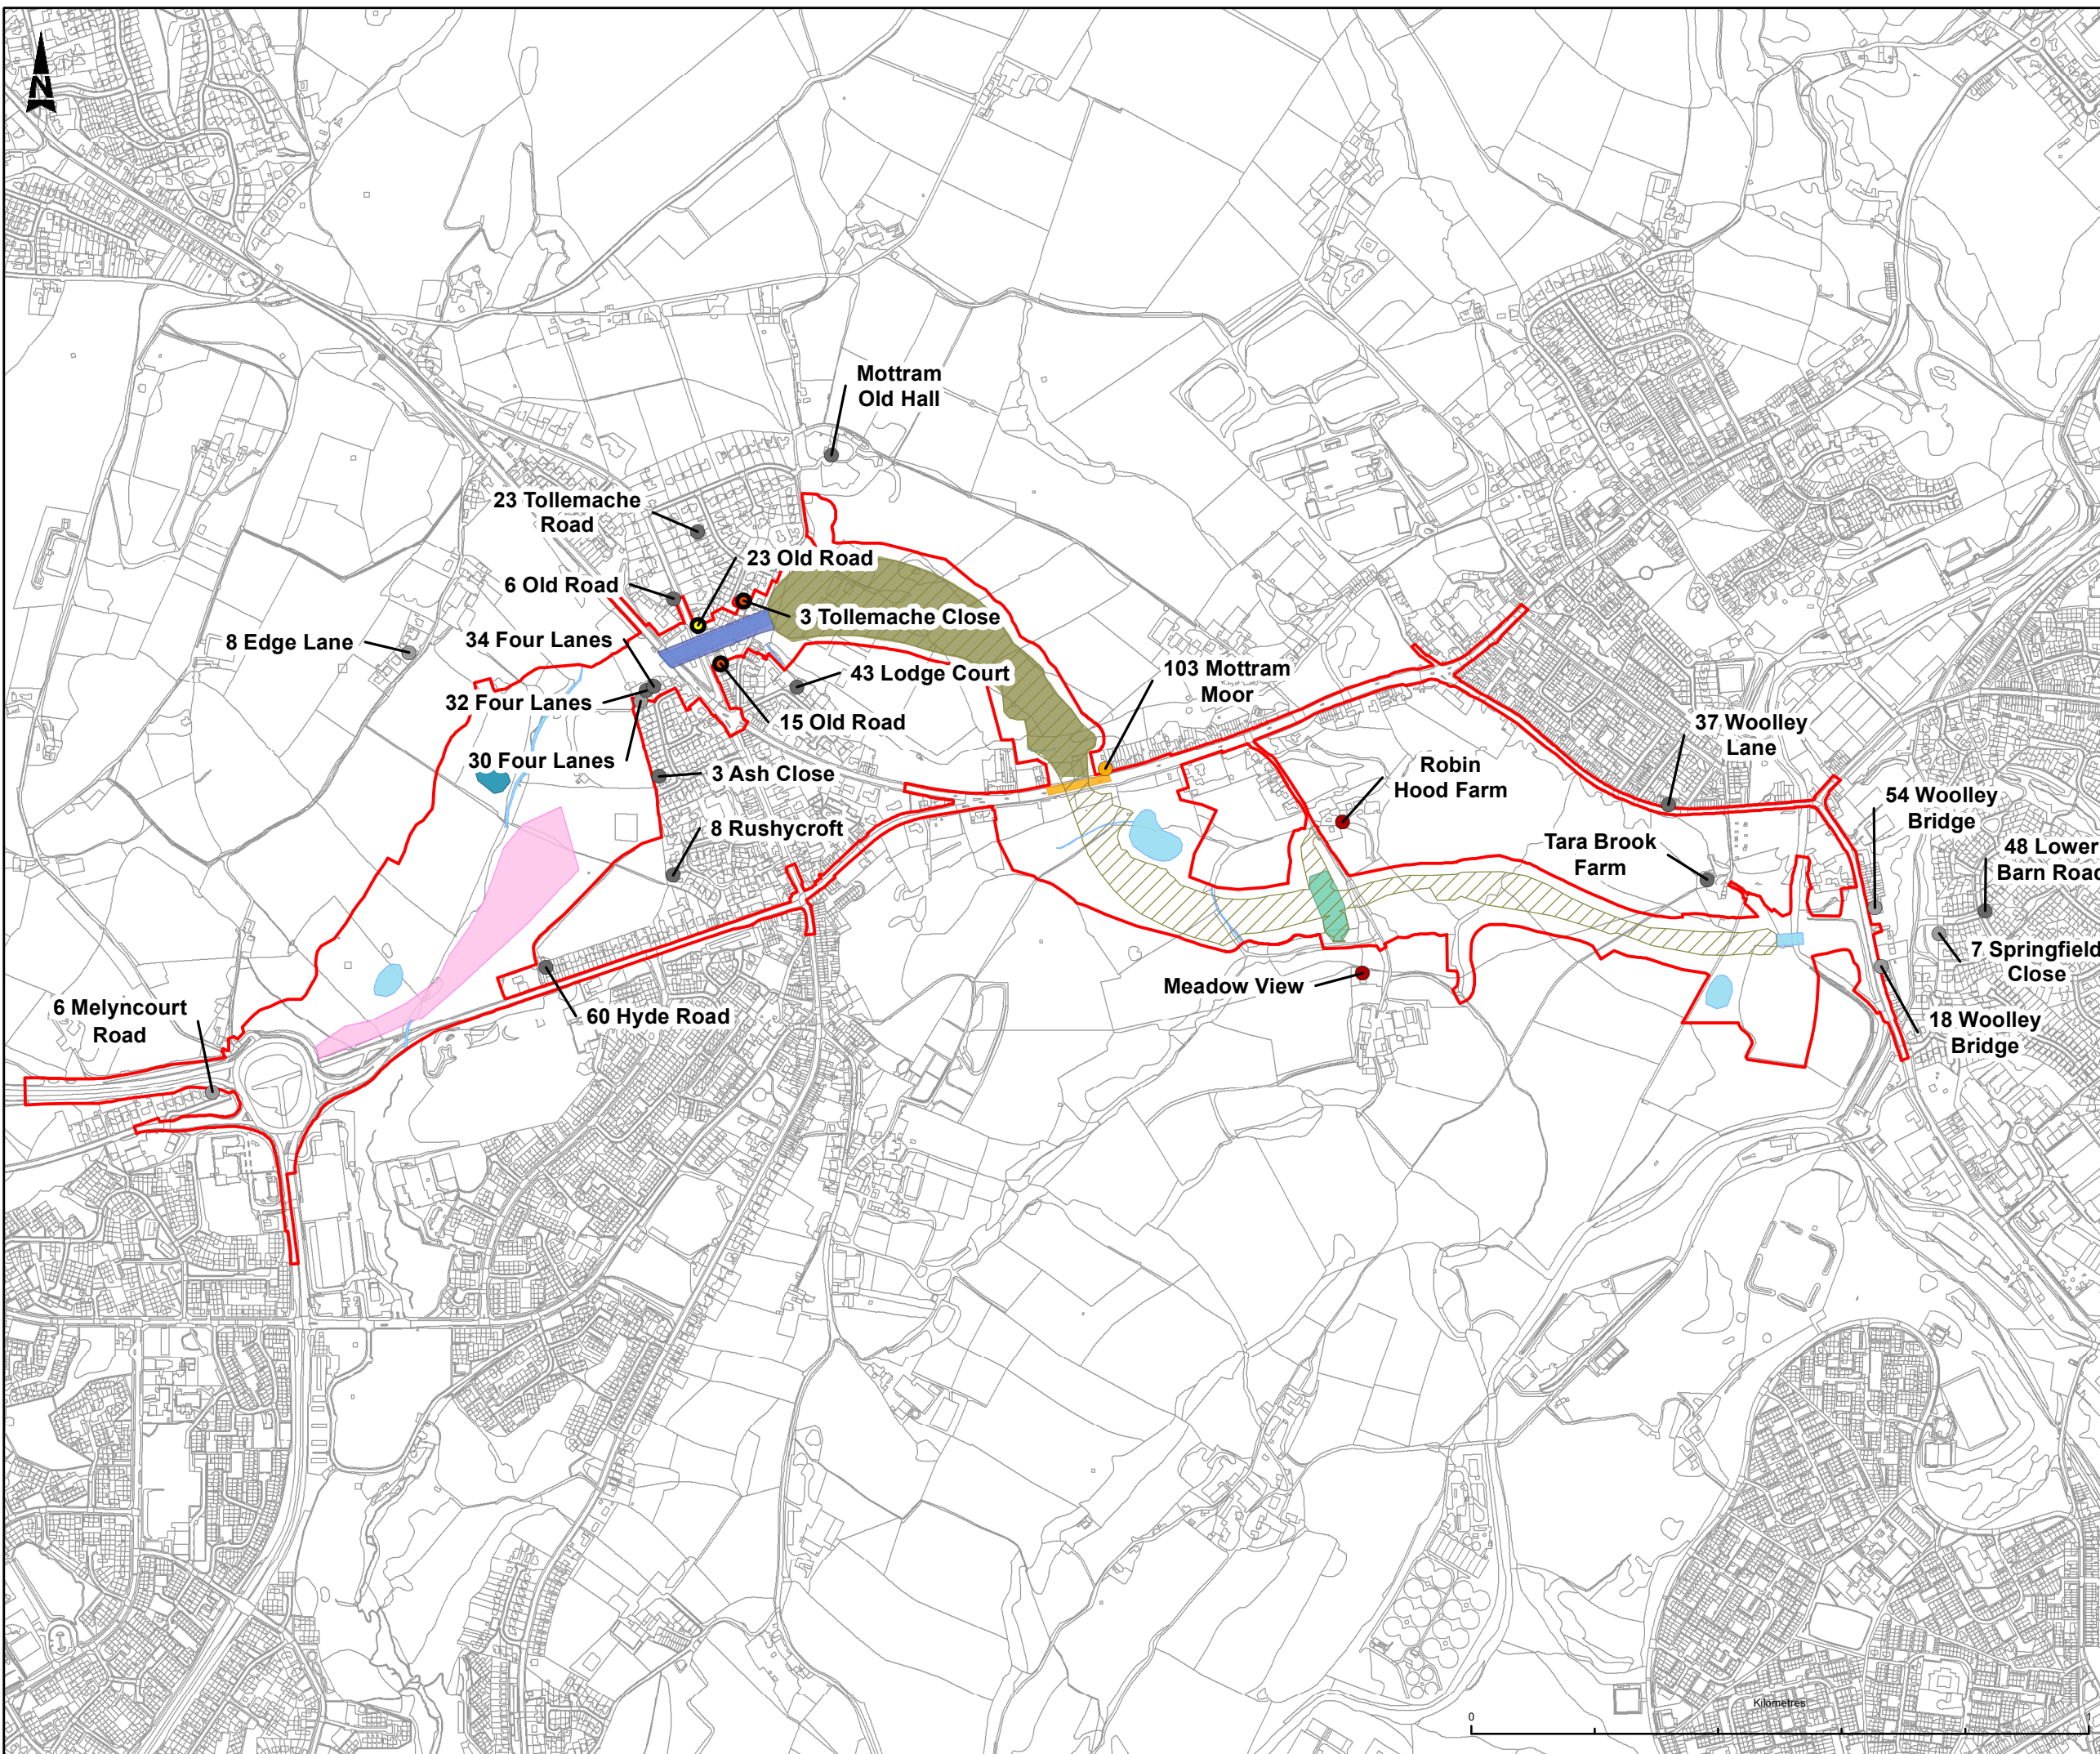 N
Mottram
Old Hall
23 Tollemache
Road
23 Old Road
6 Old Road
3 Tollemache Close
34 Four Lanes
8 Edge Lane
43 Lodge Court
103 Mottram
Moor
32 Four Lanes
15 Old Road
37 Woolley
Lane
30 Four Lanes
3 Ash Close
Robin
Hood Farm
54 Woolley
Bridge
8 Rushycroft
Tara Brook
Farm
48 Lower
Barn Road
7 Springfield
Close
Meadow View
6 Melyncourt
Road
60 Hyde Road
18 Woolley
Bridge
Kilometres
0
1